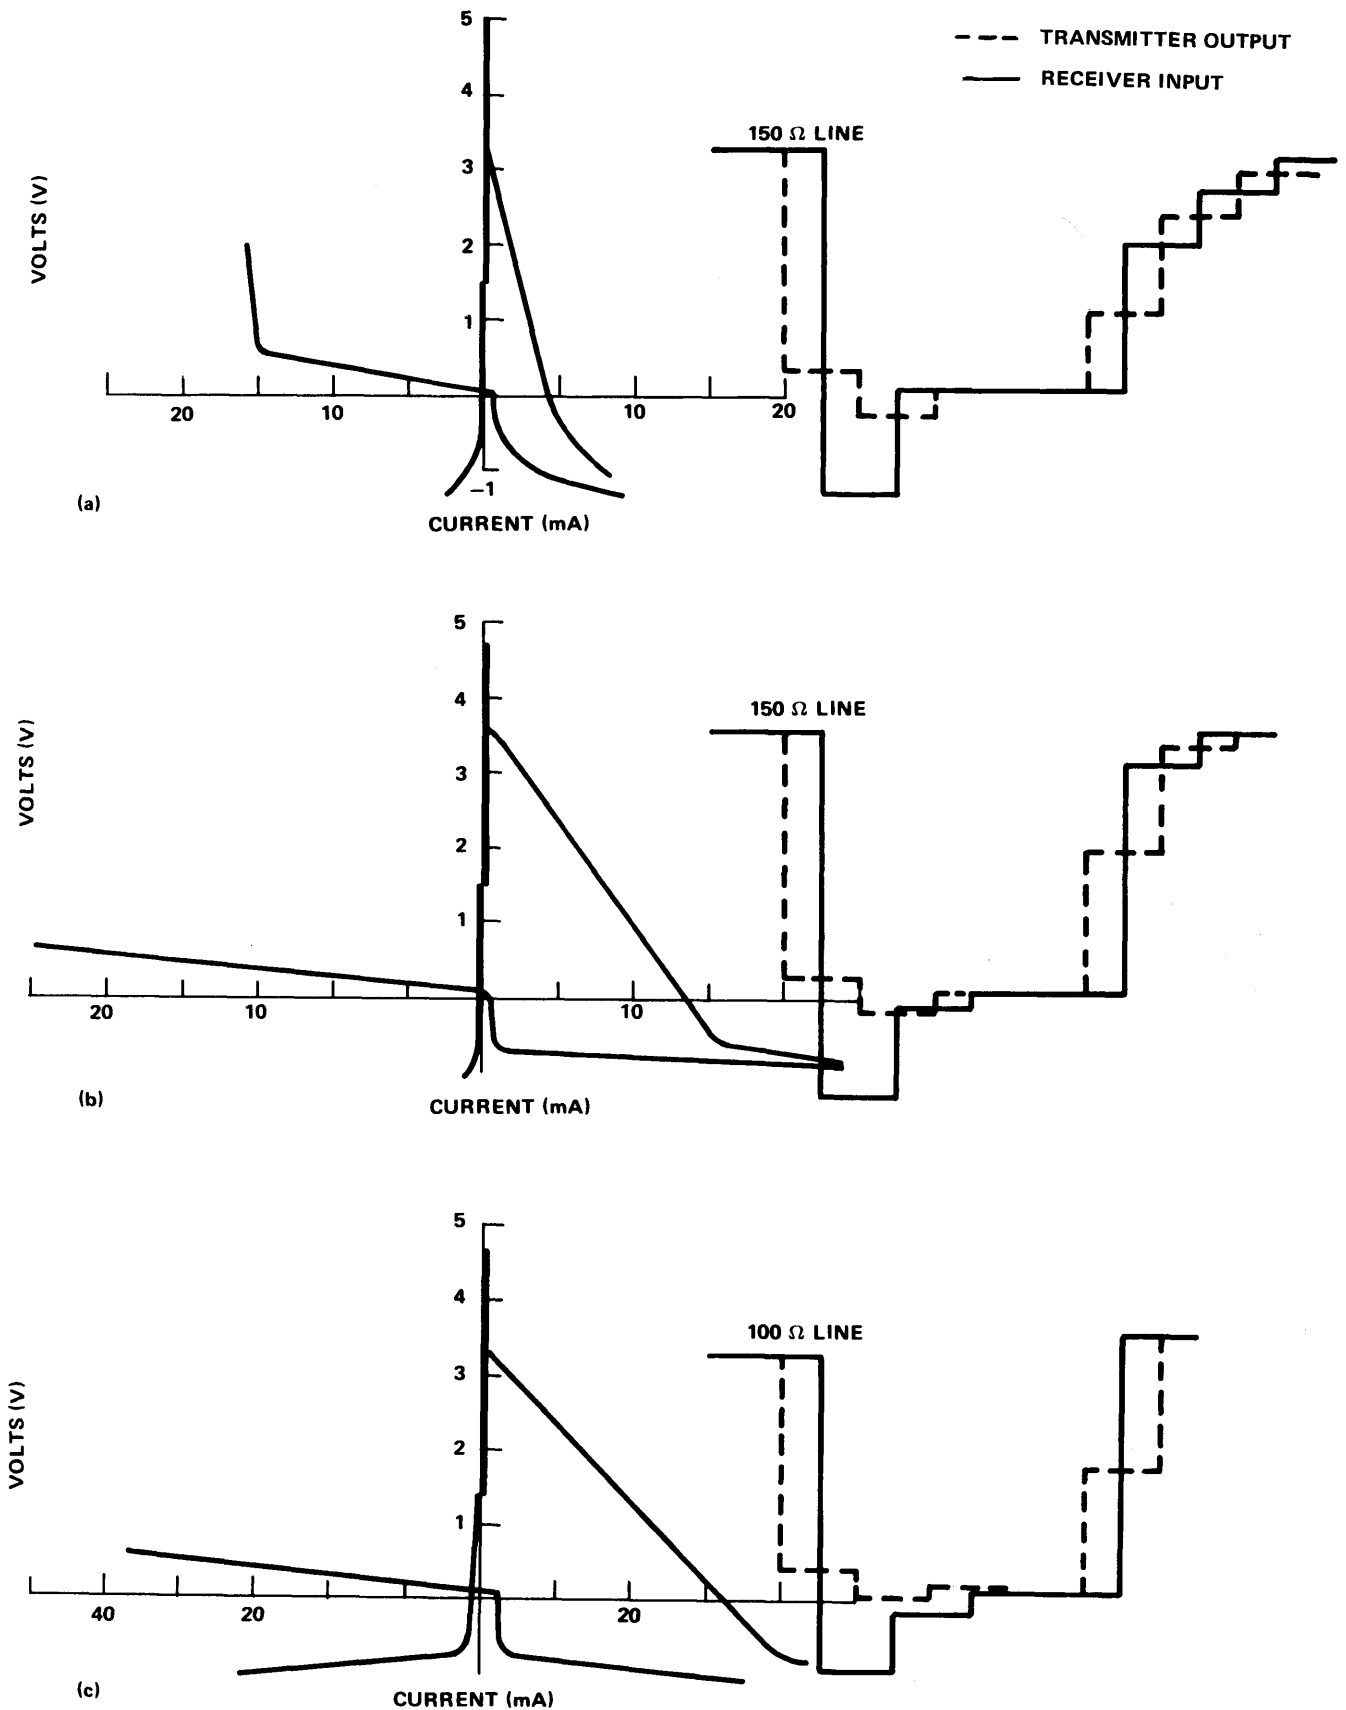 TRANSMITTER OUTPUT
RECEIVER INPUT
5
4
3
2
1
VOLTS (V)
150 Ω LINE
20
10
10
20
−1
(a)
CURRENT (mA)
5
4
3
2
1
VOLTS (V)
150 Ω LINE
20
10
10
(b)
CURRENT (mA)
5
4
3
2
1
VOLTS (V)
100 Ω LINE
40
20
20
(c)
CURRENT (mA)